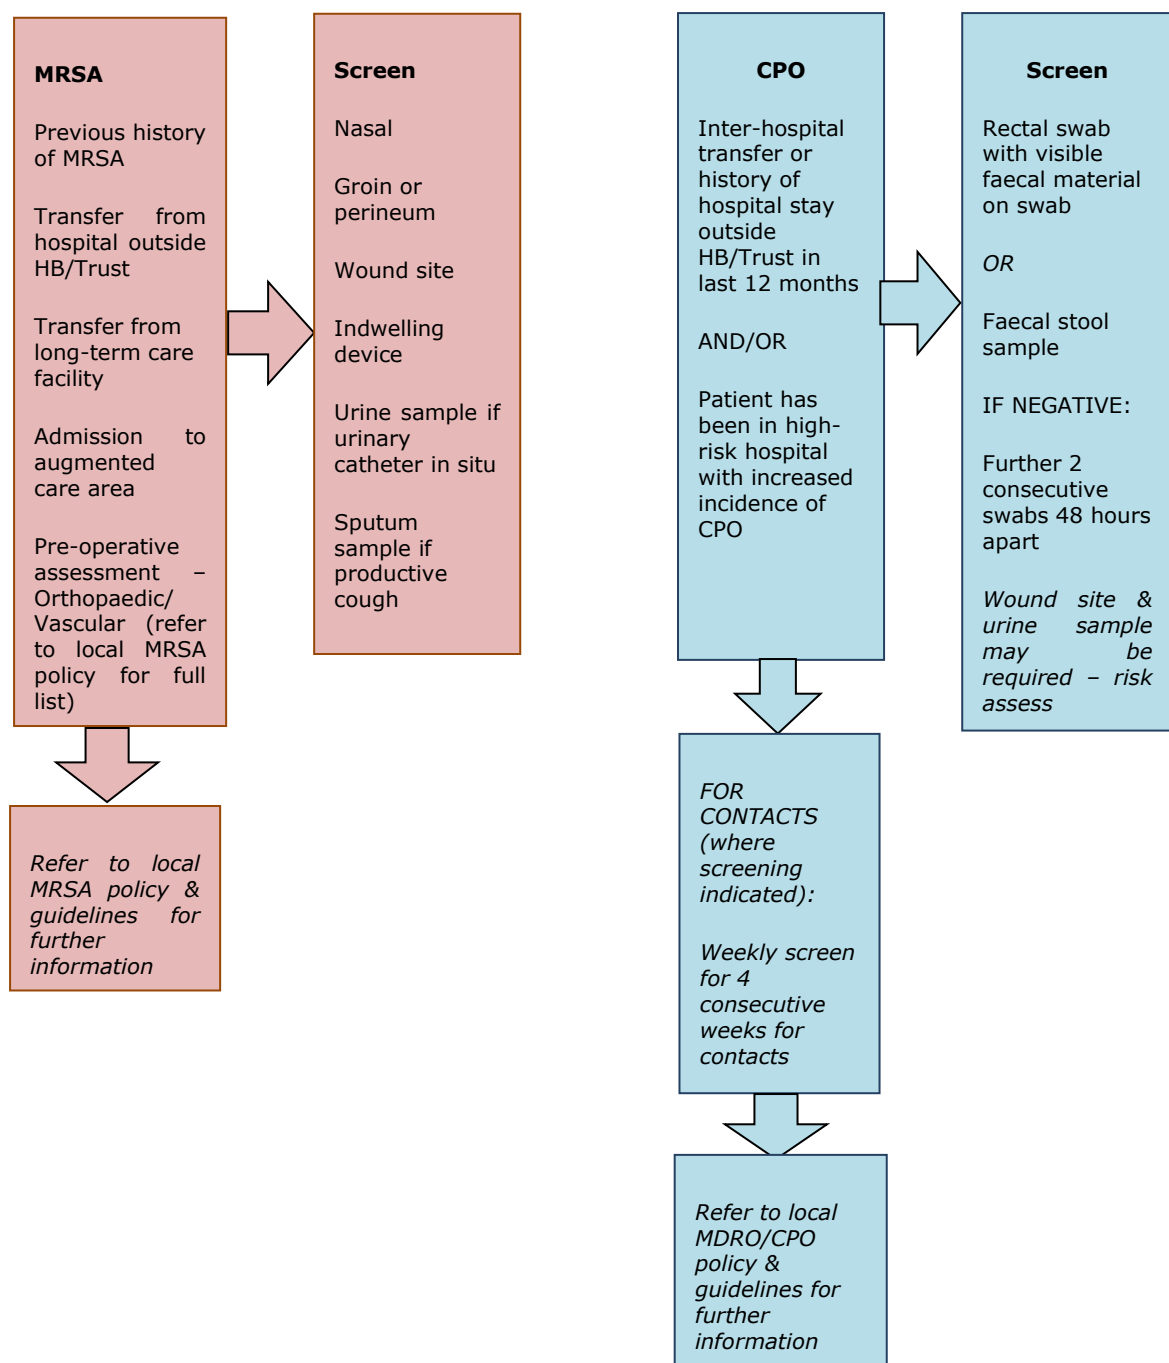 MRSA
Previous history
of MRSA
Transfer from
hospital outside
HB/Trust
Transfer from
long-term care
facility
Admission to
augmented
care area
Pre-operative
assessment –
Orthopaedic/
Vascular (refer
to local MRSA
policy for full
list)
Refer to local
MRSA policy &
guidelines for
further
information
Screen
Nasal
Groin or
perineum
Wound site
Indwelling
device
Urine sample if
urinary
catheter in situ
Sputum
sample if
productive
cough
CPO
Inter-hospital
transfer or
history of
hospital stay
outside
HB/Trust in
last 12 months
AND/OR
Patient has
been in high-
risk hospital
with increased
incidence of
CPO
FOR
CONTACTS
(where
screening
indicated):
Weekly screen
for 4
consecutive
weeks for
contacts
Refer to local
MDRO/CPO
policy &
guidelines for
further
information
Screen
Rectal swab
with visible
faecal material
on swab
OR
Faecal stool
sample
IF NEGATIVE:
Further 2
consecutive
swabs 48 hours
apart
Wound site &
urine sample
may be
required – risk
assess